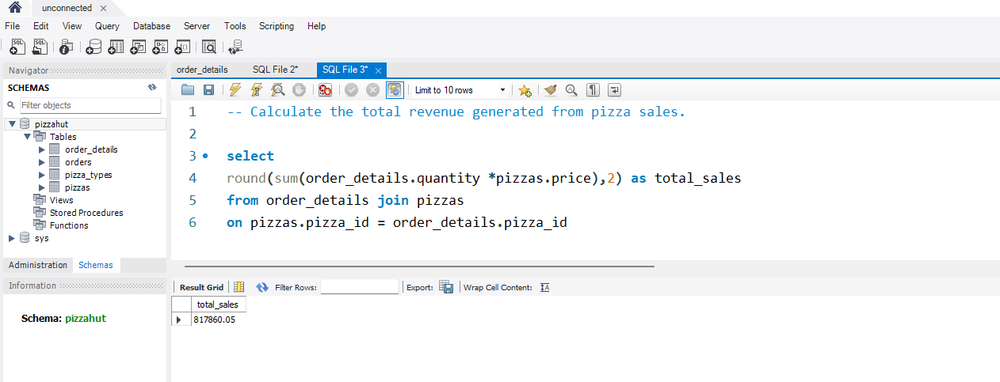 unconnected
File Edit View Query Database Server Tools Scripting Help
Navigator
SCHEMAS
Filter objects
pizzahut
Tables
order_details
orders
pizza_types
pizzas
Views
Stored Procedures
Functions
sys
Administration Schemas
Information
Schema: pizzahut
order_details SQL File 2* SQL File 3*
Limit to 10 rows
1 -- Calculate the total revenue generated from pizza sales.
2
3 select
4 round(sum(order_details.quantity *pizzas.price),2) as total_sales
5 from order_details join pizzas
6 on pizzas.pizza_id = order_details.pizza_id
Result Grid Filter Rows: Export: Wrap Cell Content:
total_sales
817860.05